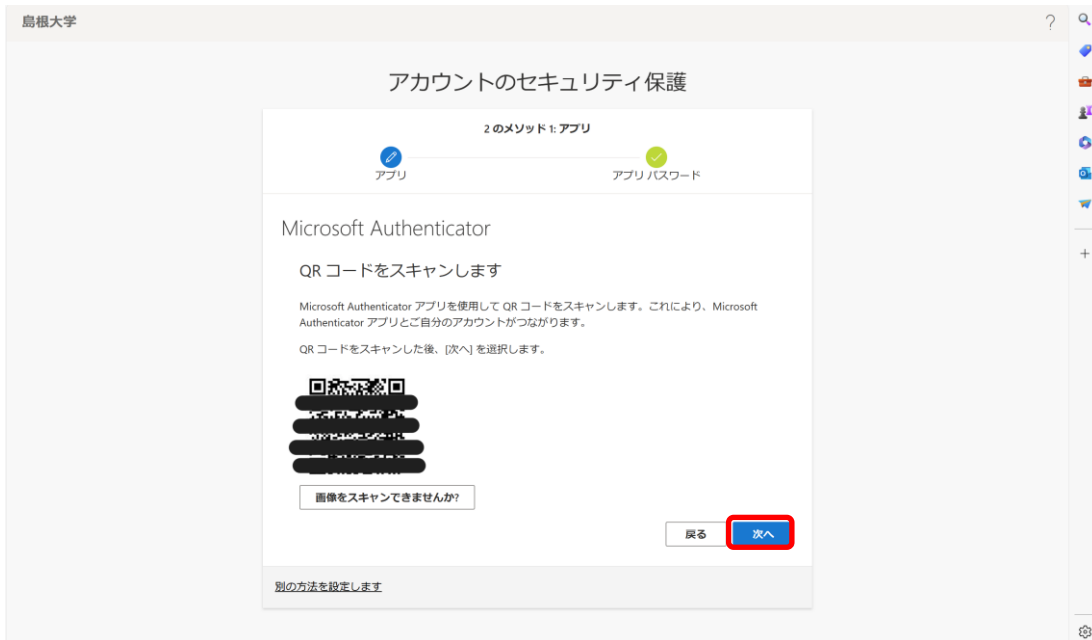 島根大学
?
アカウントのセキュリティ保護
2 のメソッド 1: アプリ
アプリ
アプリ パスワード
Microsoft Authenticator
QR コードをスキャンします
Microsoft Authenticator アプリを使用して QR コードをスキャンします。これにより、Microsoft
Authenticator アプリとご自分のアカウントがつながります。
QR コードをスキャンした後、[次へ] を選択します。
画像をスキャンできませんか?
戻る
次へ
別の方法を設定します